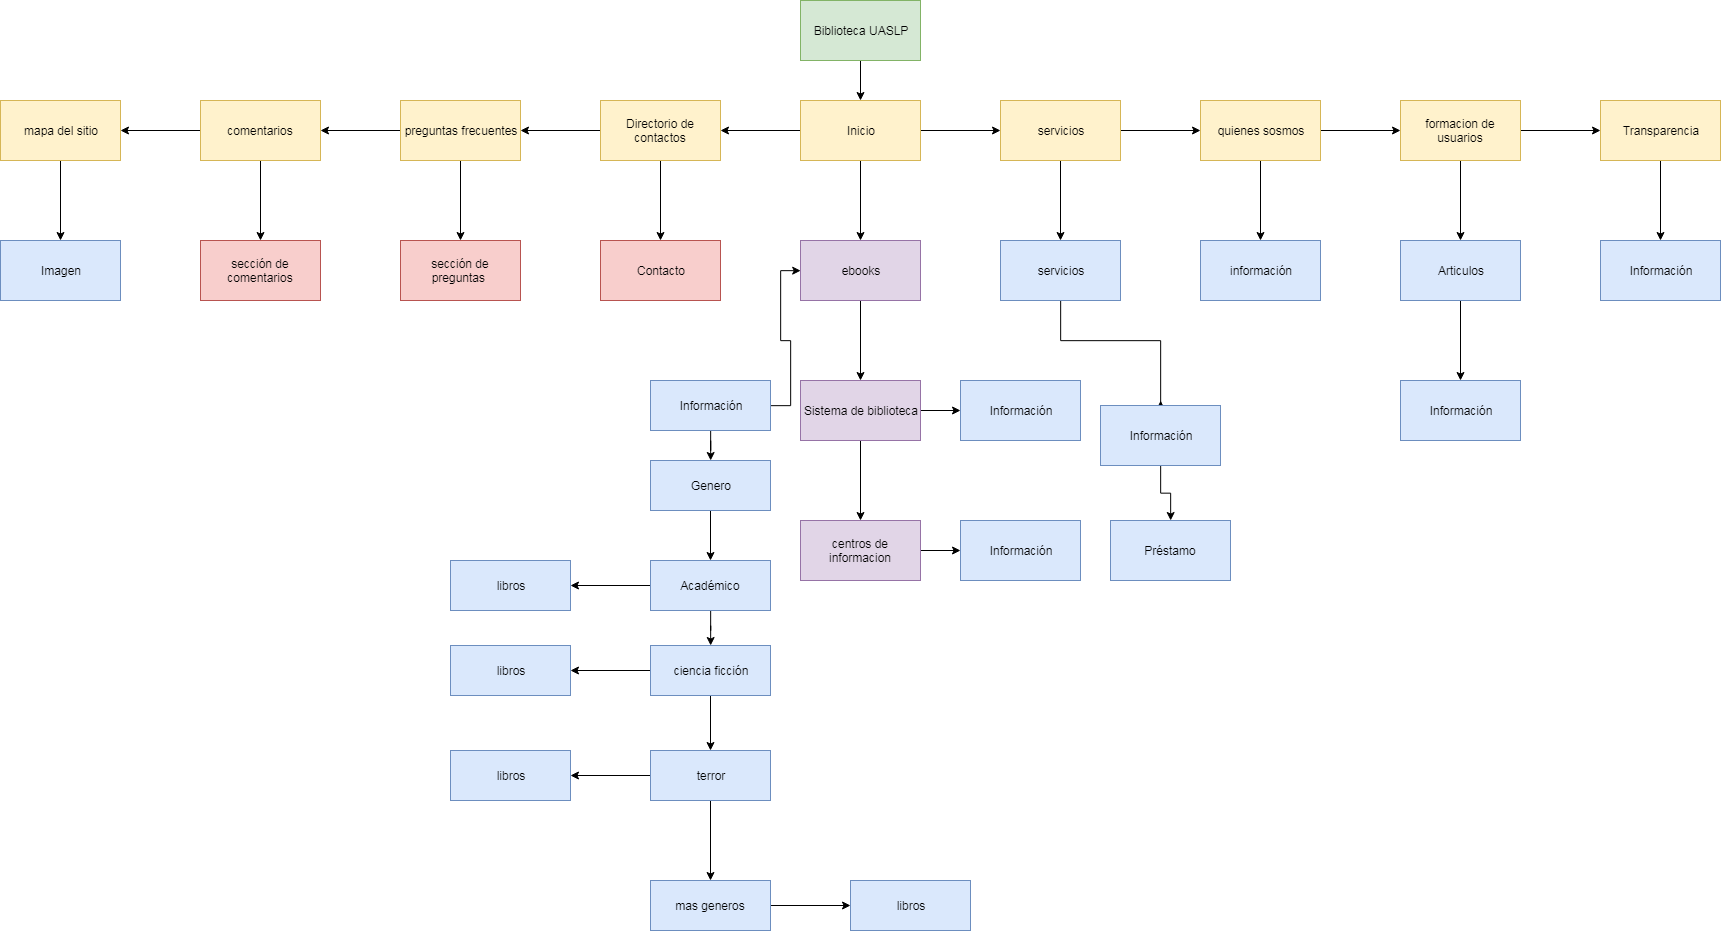 Biblioteca UASLP
mapa del sitio
comentarios
preguntas frecuentes
Directorio de
contactos
Inicio
servicios
quienes sosmos
formacion de
usuarios
Transparencia
Imagen
sección de
comentarios
sección de
preguntas
Contacto
ebooks
servicios
información
Articulos
Información
Información
Sistema de biblioteca
Información
Información
Información
Genero
centros de
informacion
Información
Préstamo
libros
Académico
libros
ciencia ficción
libros
terror
mas generos
libros